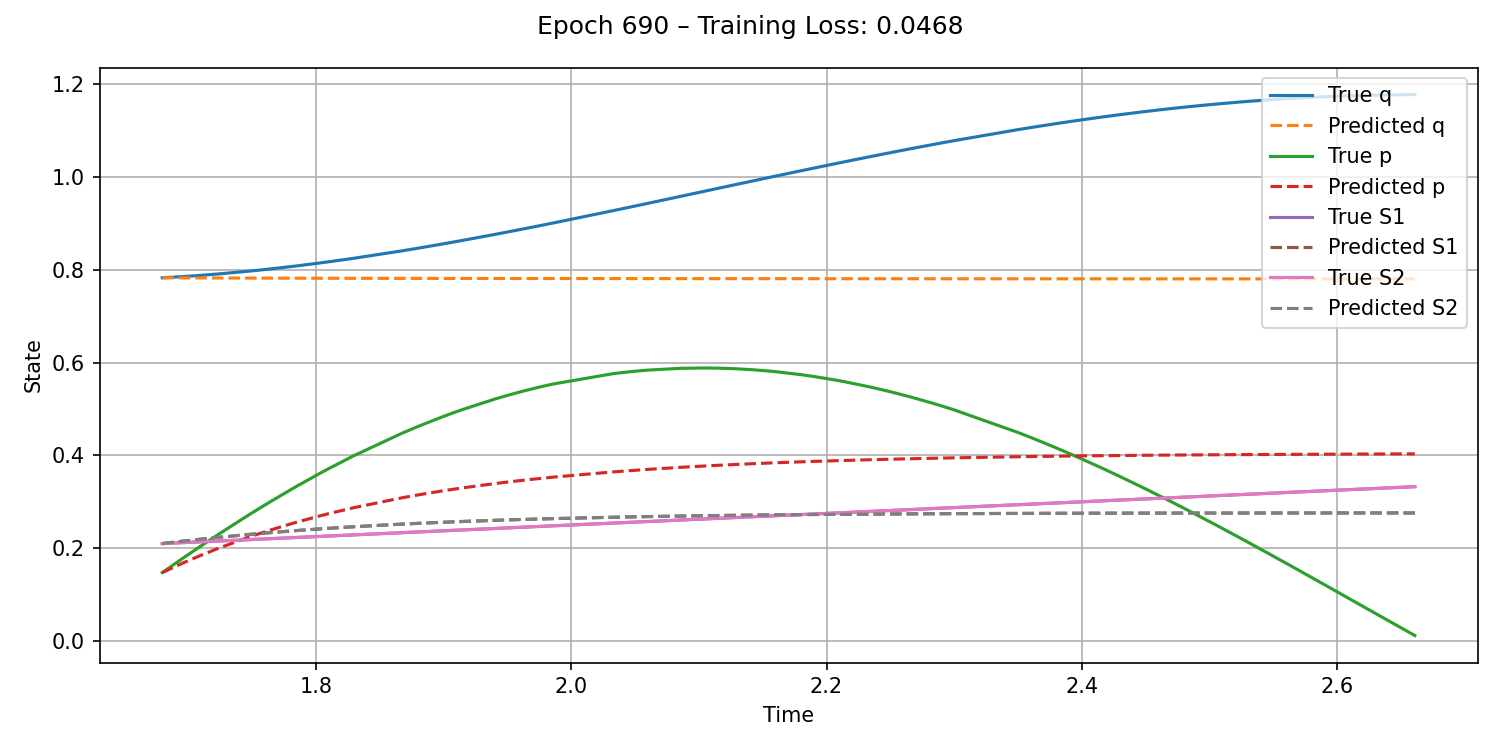 Epoch 690 – Training Loss: 0.0468
1.2
1.0
0.8
0.6
0.4
0.2
0.0
State
True q
Predicted q
True p
Predicted p
True S1
Predicted S1
True S2
Predicted S2
1.8 2.0 2.2 2.4 2.6
Time